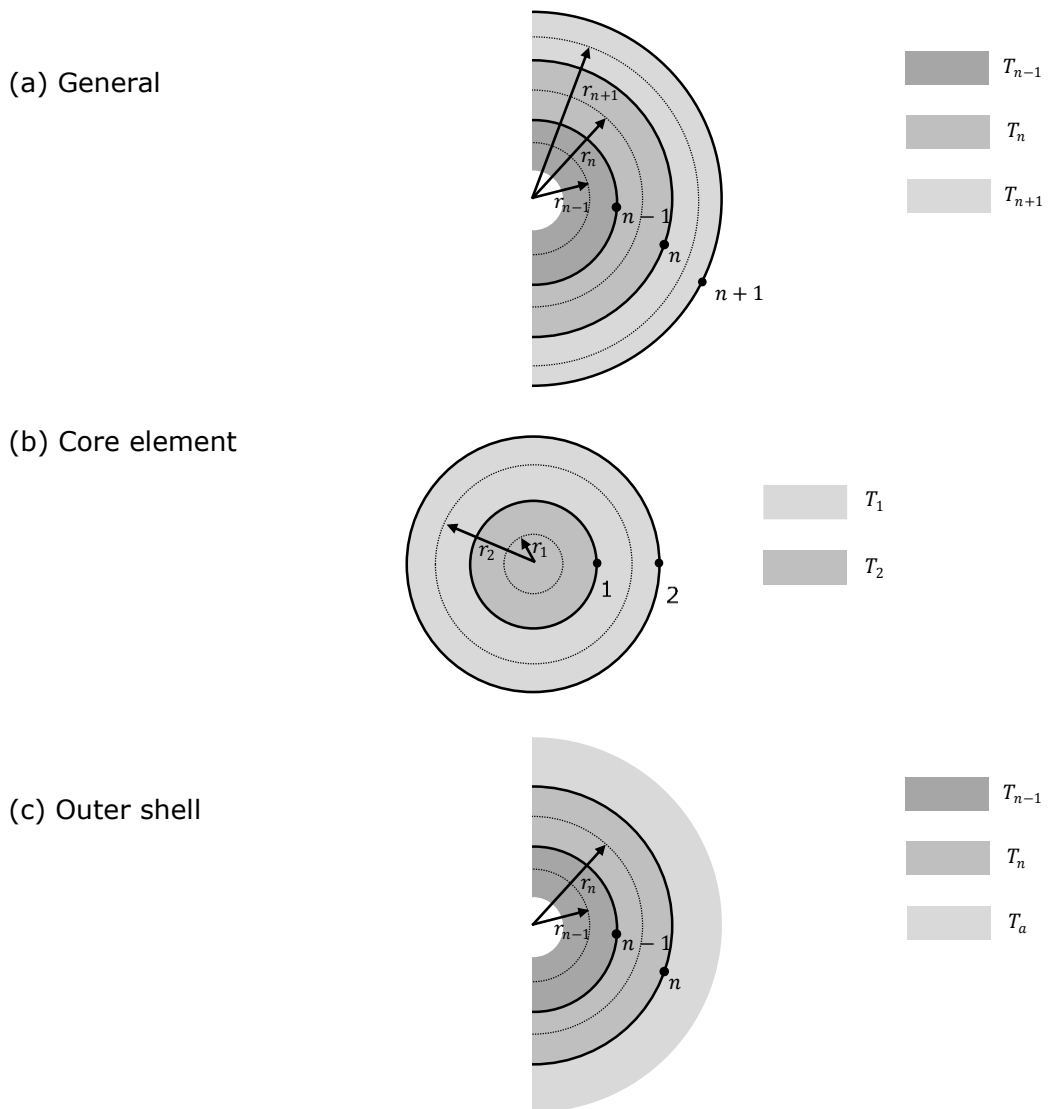 (a) General
r_{n+1}
r_n
r_{n−1}
n − 1
n
n + 1
T_{n−1}
T_n
T_{n+1}
(b) Core element
r_2
r_1
1
2
T_1
T_2
(c) Outer shell
r_n
r_{n−1}
n − 1
n
T_{n−1}
T_n
T_a